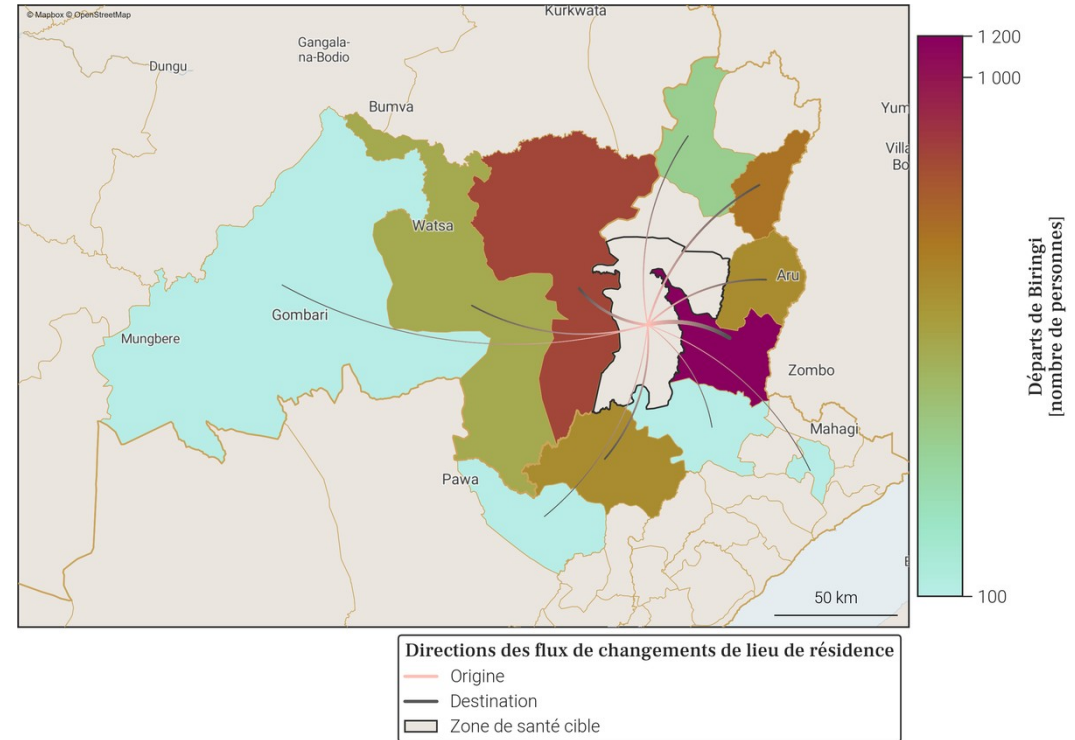 © Mapbox © OpenStreetMap
Kurkwata
Gangala-
na-Bodio
Dungu
Bumva
Yum
Villa
Bo
Watsa
Aru
Gombari
Mungbere
Zombo
Mahagi
Pawa
50 km
1 200
1 000
100
Départs de Biringi
[nombre de personnes]
Directions des flux de changements de lieu de résidence
Origine
Destination
Zone de santé cible